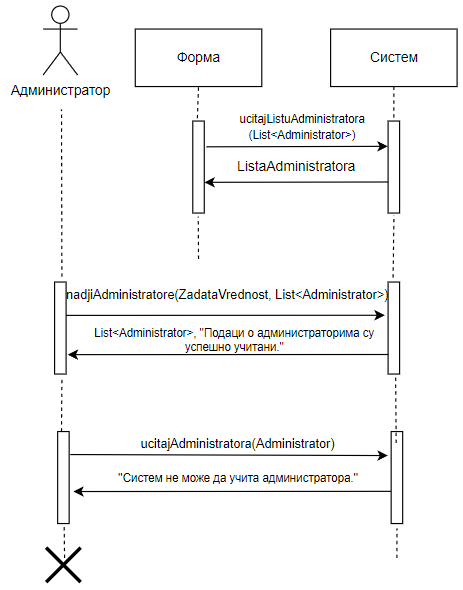 Администратор
Форма
Систем
ucitajListuAdministratora
(List<Administrator>)
ListaAdministratora
nadjiAdministratore(ZadataVrednost, List<Administrator>)
List<Administrator>, "Подаци о администраторима су
успешно учитани."
ucitajAdministratora(Administrator)
"Систем не може да учита администратора."